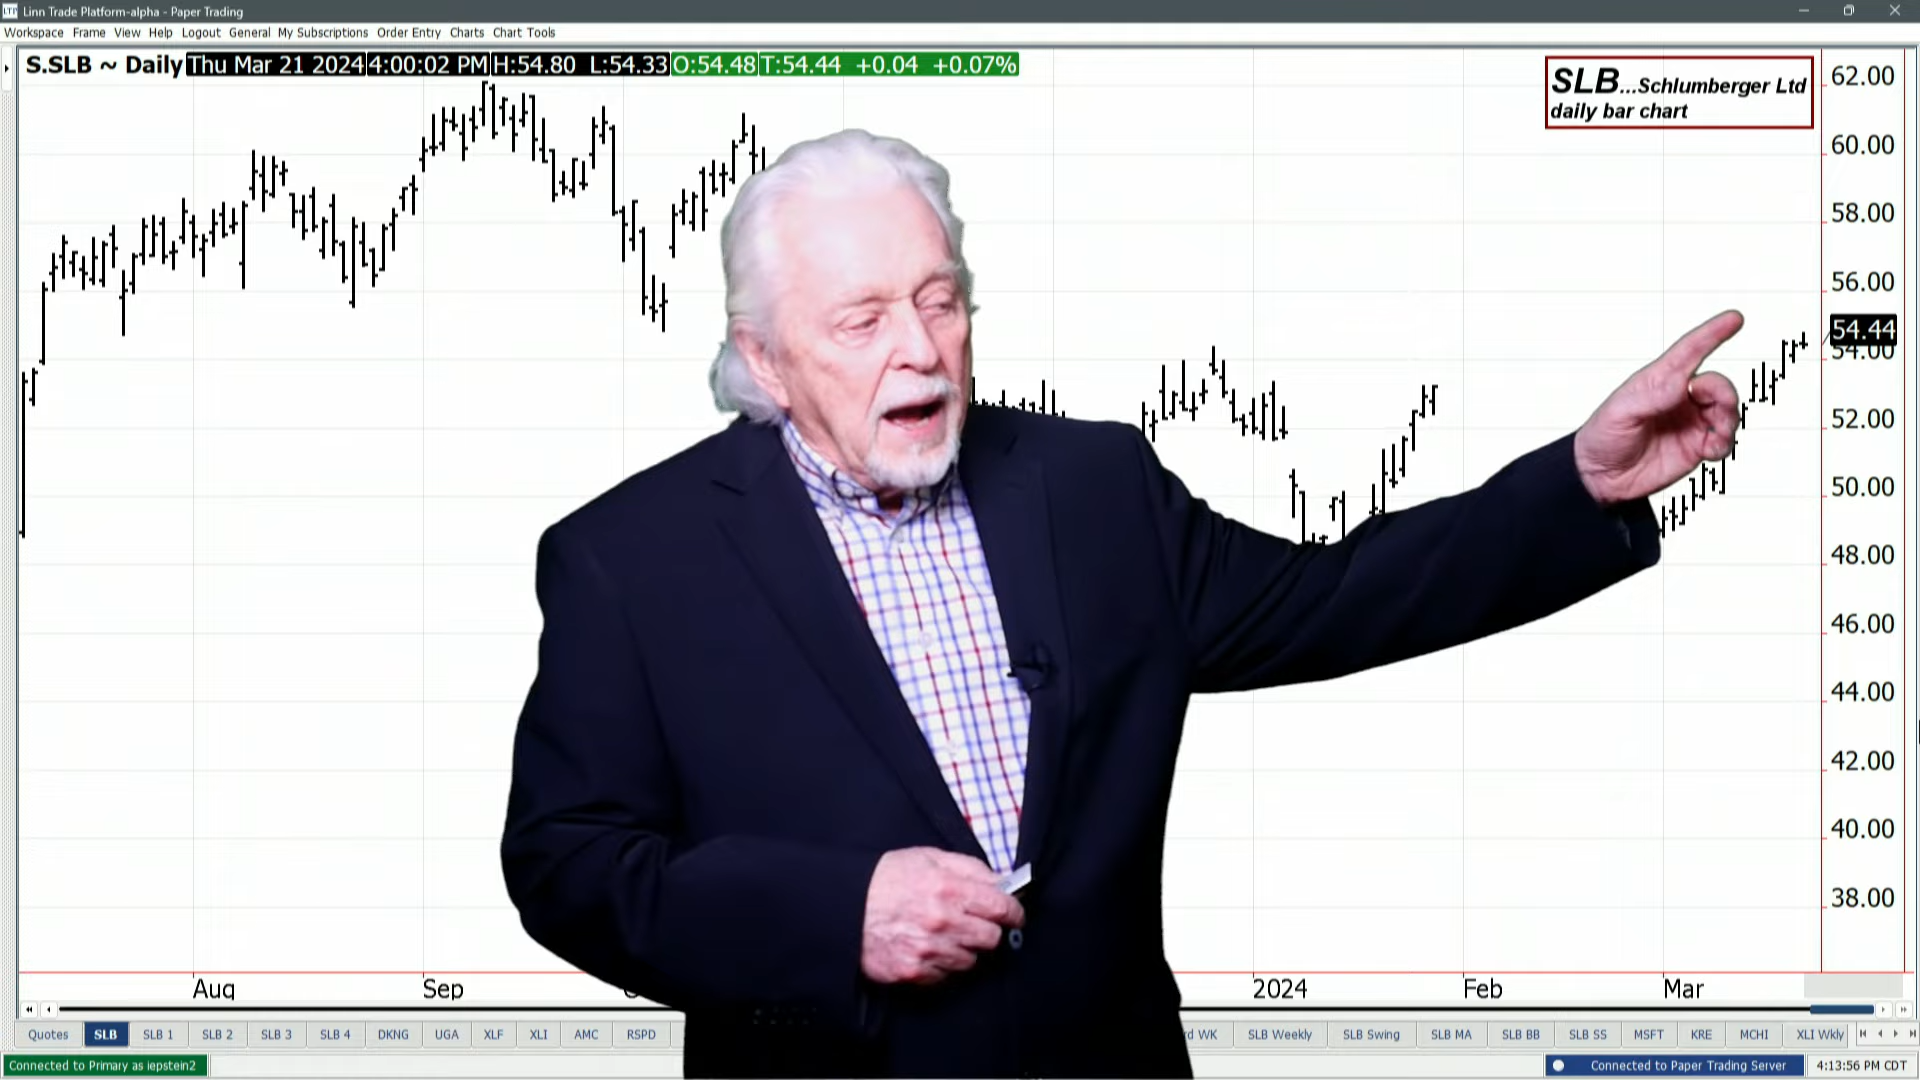 Linn Trade Platform-alpha - Paper Trading
Workspace Frame View Help Logout General My Subscriptions Order Entry Charts Chart Tools
S.SLB ~ Daily Thu Mar 21 2024 4:00:02 PM H:54.80 L:54.33 O:54.48 T:54.44 +0.04 +0.07%
SLB...Schlumberger Ltd
daily bar chart
62.00
60.00
58.00
56.00
54.44
54.00
52.00
50.00
48.00
46.00
44.00
42.00
40.00
38.00
Aug Sep 2024 Feb Mar
Quotes SLB SLB 1 SLB 2 SLB 3 SLB 4 DKNG UGA XLF XLI AMC RSPD WK SLB Weekly SLB Swing SLB MA SLB BB SLB SS MSFT KRE MCHI XLI Wkly
Connected to Primary as iepstein2 Connected to Paper Trading Server 4:13:56 PM CDT